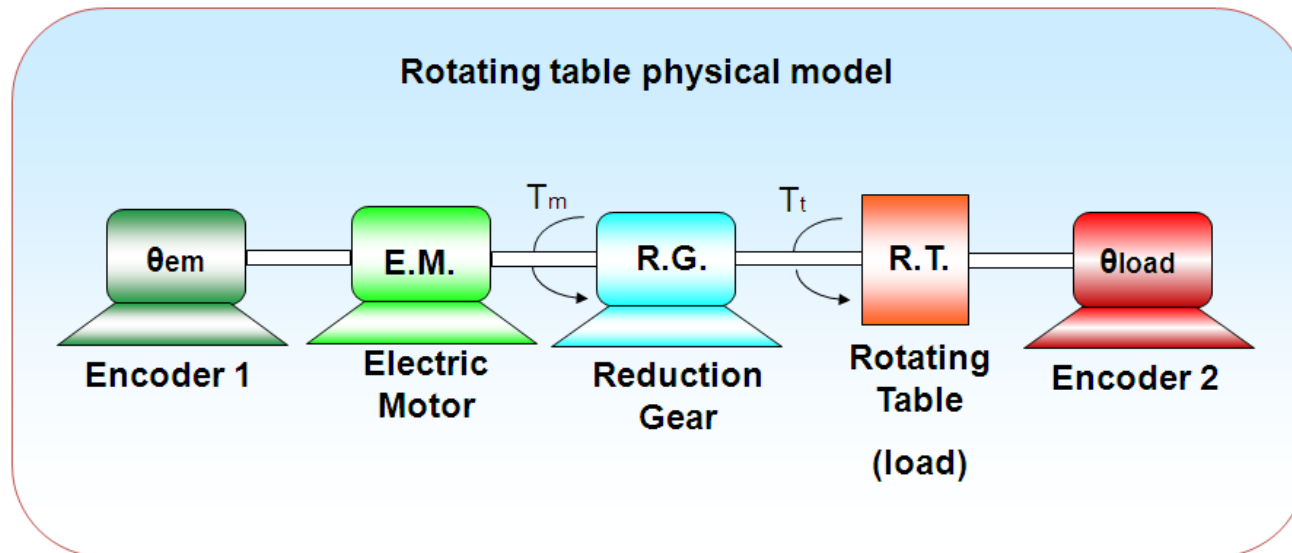 Rotating table physical model
Tm
Tt
θem
E.M.
R.G.
R.T.
θload
Encoder 1
Electric
Motor
Reduction
Gear
Rotating
Table
(load)
Encoder 2